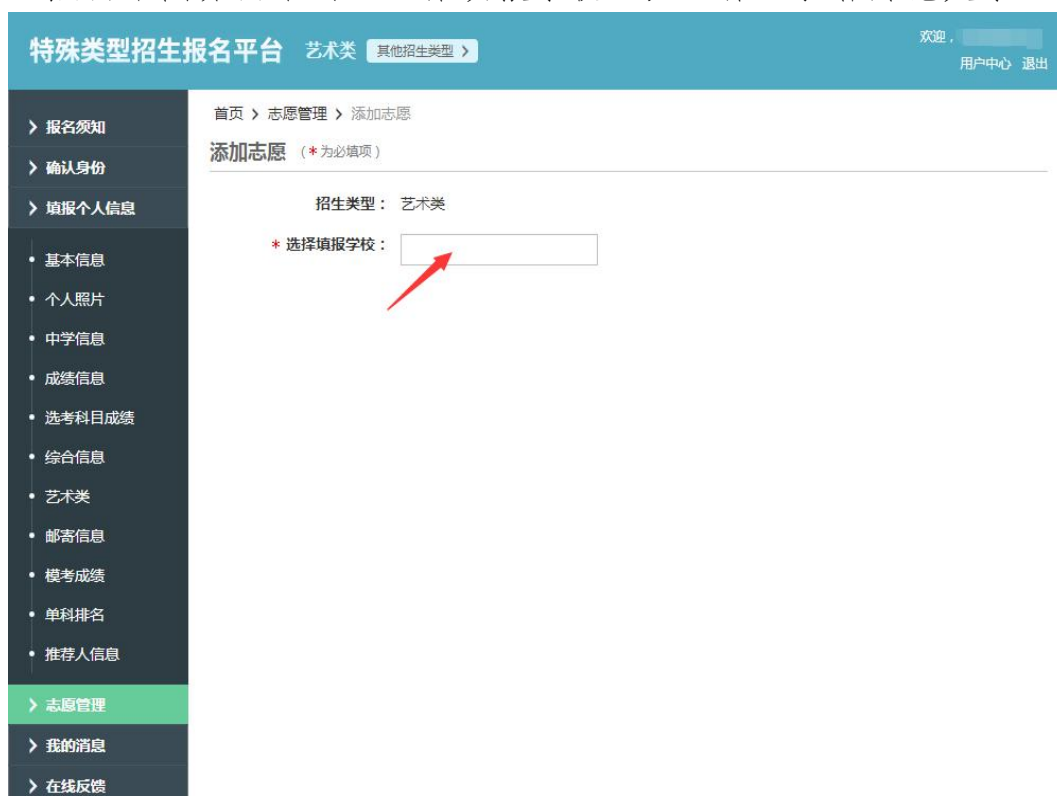 特殊类型招生报名平台 艺术类 其他招生类型 >
欢迎，
用户中心 退出
> 报名须知
> 确认身份
> 填报个人信息
• 基本信息
• 个人照片
• 中学信息
• 成绩信息
• 选考科目成绩
• 综合信息
• 艺术类
• 邮寄信息
• 模考成绩
• 单科排名
• 推荐人信息
> 志愿管理
> 我的消息
> 在线反馈
首页 > 志愿管理 > 添加志愿
添加志愿 （* 为必填项）
招生类型： 艺术类
* 选择填报学校：